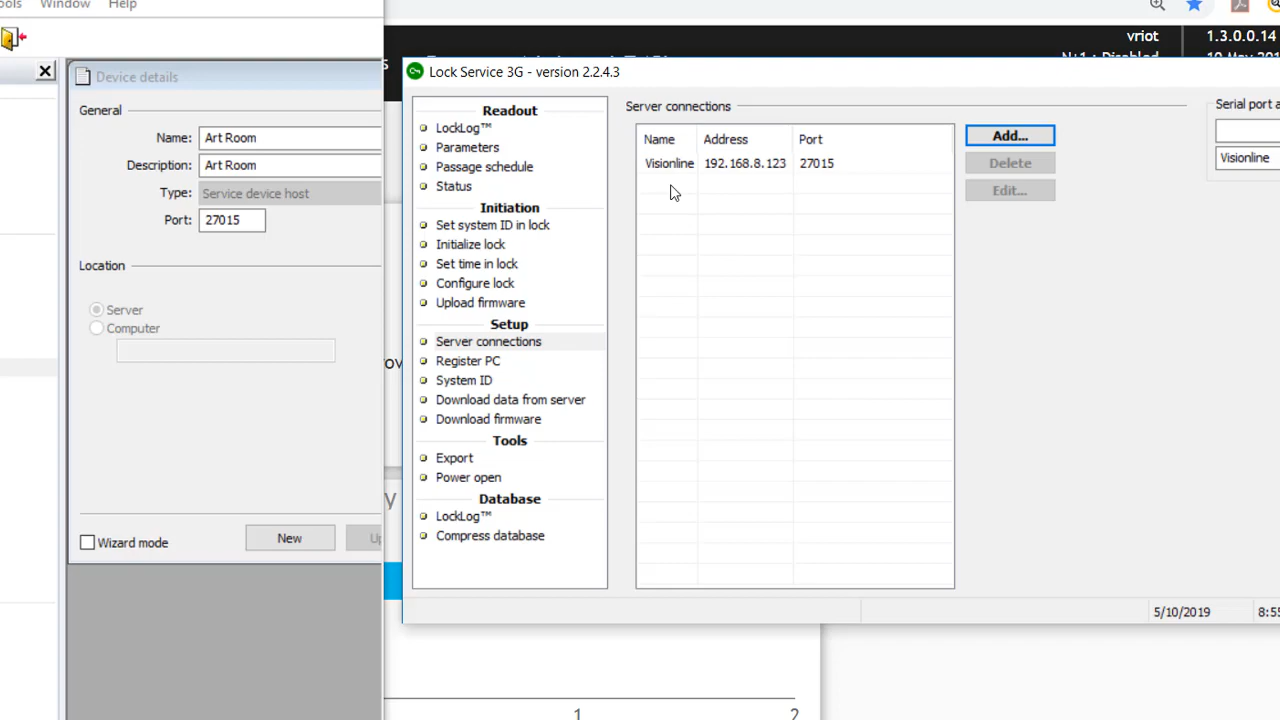 Window Help
Device details
General
Name: Art Room
Description: Art Room
Type: Service device host
Port: 27015
Location
Server
Computer
Wizard mode
New
vriot
1.3.0.0.14
Lock Service 3G - version 2.2.4.3
Readout
LockLog™
Parameters
Passage schedule
Status
Initiation
Set system ID in lock
Initialize lock
Set time in lock
Configure lock
Upload firmware
Setup
Server connections
Register PC
System ID
Download data from server
Download firmware
Tools
Export
Power open
Database
LockLog™
Compress database
Server connections
Name Address Port
Visionline 192.168.8.123 27015
Add...
Delete
Edit...
Serial port a
Visionline
5/10/2019 8:55
1 2